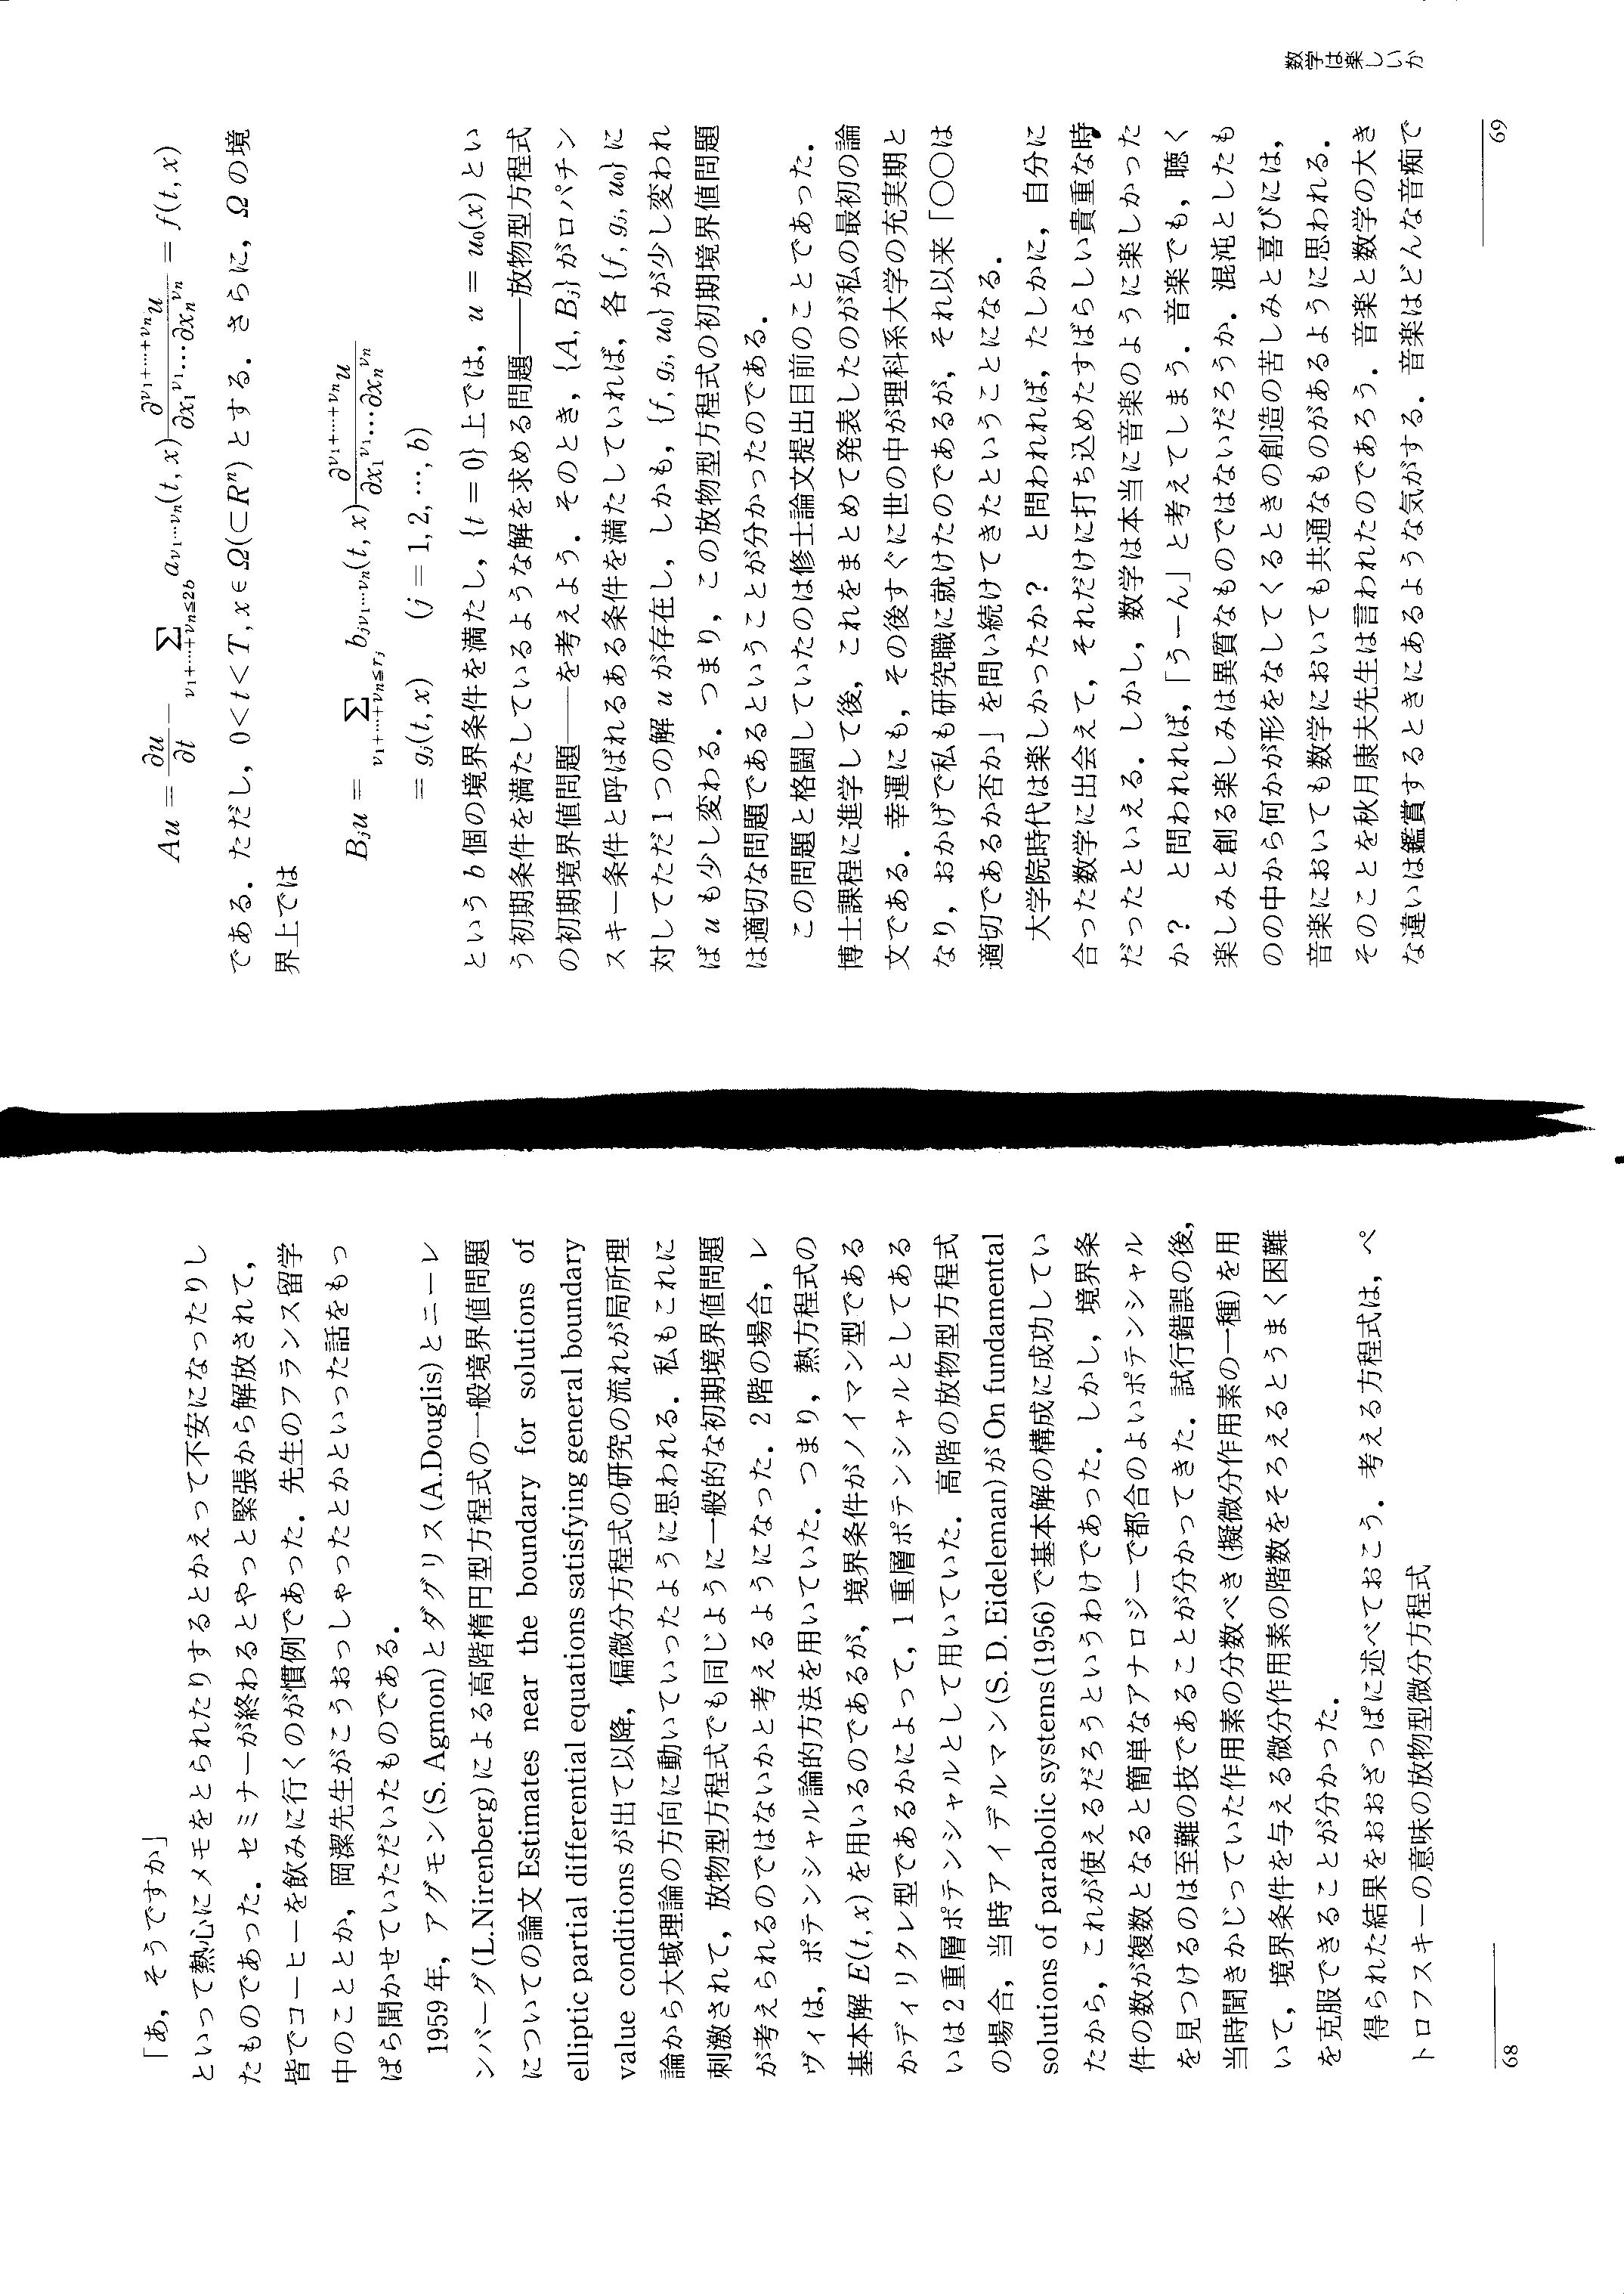 「あ，そうですか」
といって熱心にメモをとられたりするとかえって不安になったりし
たものであった．セミナーが終わるとやっと緊張から解放されて，
皆でコーヒーを飲みに行くのが慣例であった．先生のフランス留学
中のこととか，岡潔先生がこうおっしゃったとかといった話をもっ
ぱら聞かせていただいたものである．
1959年，アグモン(S. Agmon)とダグリス(A.Douglis)とニーレ
ンバーグ(L.Nirenberg)による高階楕円型方程式の一般境界値問題
についての論文 Estimates near the boundary for solutions of
elliptic partial differential equations satisfying general boundary
value conditions が出て以降，偏微分方程式の研究の流れが局所理
論から大域理論の方向に動いていったように思われる．私もこれに
刺激されて，放物型方程式でも同じように一般的な初期境界値問題
が考えられるのではないかと考えるようになった．2階の場合，レ
ヴィは，ポテンシャル論的方法を用いていた．つまり，熱方程式の
基本解 E(t, x) を用いるのであるが，境界条件がノイマン型である
かディリクレ型であるかによって，1重層ポテンシャルとしてある
いは2重層ポテンシャルとして用いていた．高階の放物型方程式
の場合，当時アイデルマン(S. D. Eideleman)が On fundamental
solutions of parabolic systems(1956) で基本解の構成に成功してい
たから，これが使えるだろうというわけであった．しかし，境界条
件の数が複数となると簡単なアナロジーで都合のよいポテンシャル
を見つけるのは至難の技であることが分かってきた．試行錯誤の後，
当時聞きかじっていた作用素の分数べき(擬微分作用素の一種)を用
いて，境界条件を与える微分作用素の階数をそろえるとうまく困難
を克服できることが分かった．
得られた結果をおおざっぱに述べておこう．考える方程式は，ペ
トロフスキーの意味の放物型微分方程式
68
数学は楽しいか
Au = ∂u/∂t − Σ_{ν₁+⋯+νₙ≦2b} a_{ν₁⋯νₙ}(t, x) ∂^{ν₁+⋯+νₙ}u/∂x₁^{ν₁}⋯∂xₙ^{νₙ} = f(t, x)
である．ただし，0<t<T, x∈Ω(⊂Rⁿ)とする．さらに，Ωの境
界上では
Bⱼu = Σ_{ν₁+⋯+νₙ≦rⱼ} b_{jν₁⋯νₙ}(t, x) ∂^{ν₁+⋯+νₙ}u/∂x₁^{ν₁}⋯∂xₙ^{νₙ}
= gⱼ(t, x) (j = 1, 2, ⋯, b)
という b 個の境界条件を満たし，{t = 0}上では，u = u₀(x) とい
う初期条件を満たしているような解を求める問題——放物型方程式
の初期境界値問題——を考えよう．そのとき，{A, Bⱼ}がロパチン
スキー条件と呼ばれるある条件を満たしていれば，各{f, gⱼ, u₀}に
対してただ1つの解 u が存在し，しかも，{f, gⱼ, u₀}が少し変われ
ば u も少し変わる．つまり，この放物型方程式の初期境界値問題
は適切な問題であるということが分かったのである．
この問題と格闘していたのは修士論文提出目前のことであった．
博士課程に進学して後，これをまとめて発表したのが私の最初の論
文である．幸運にも，その後すぐに世の中が理科系大学の充実期と
なり，おかげで私も研究職に就けたのであるが，それ以来「〇〇は
適切であるか否か」を問い続けてきたということになる．
大学院時代は楽しかったか？ と問われれば，たしかに，自分に
合った数学に出会えて，それだけに打ち込めたすばらしい貴重な時
だったといえる．しかし，数学は本当に音楽のように楽しかった
か？ と問われれば，「うーん」と考えてしまう．音楽でも，聴く
楽しみと創る楽しみは異質なものではないだろうか．混沌としたも
のの中から何かが形をなしてくるときの創造の苦しみと喜びには，
音楽においても数学においても共通なものがあるように思われる．
そのことを秋月康夫先生は言われたのであろう．音楽と数学の大き
な違いは鑑賞するときにあるような気がする．音楽はどんな音痴で
69